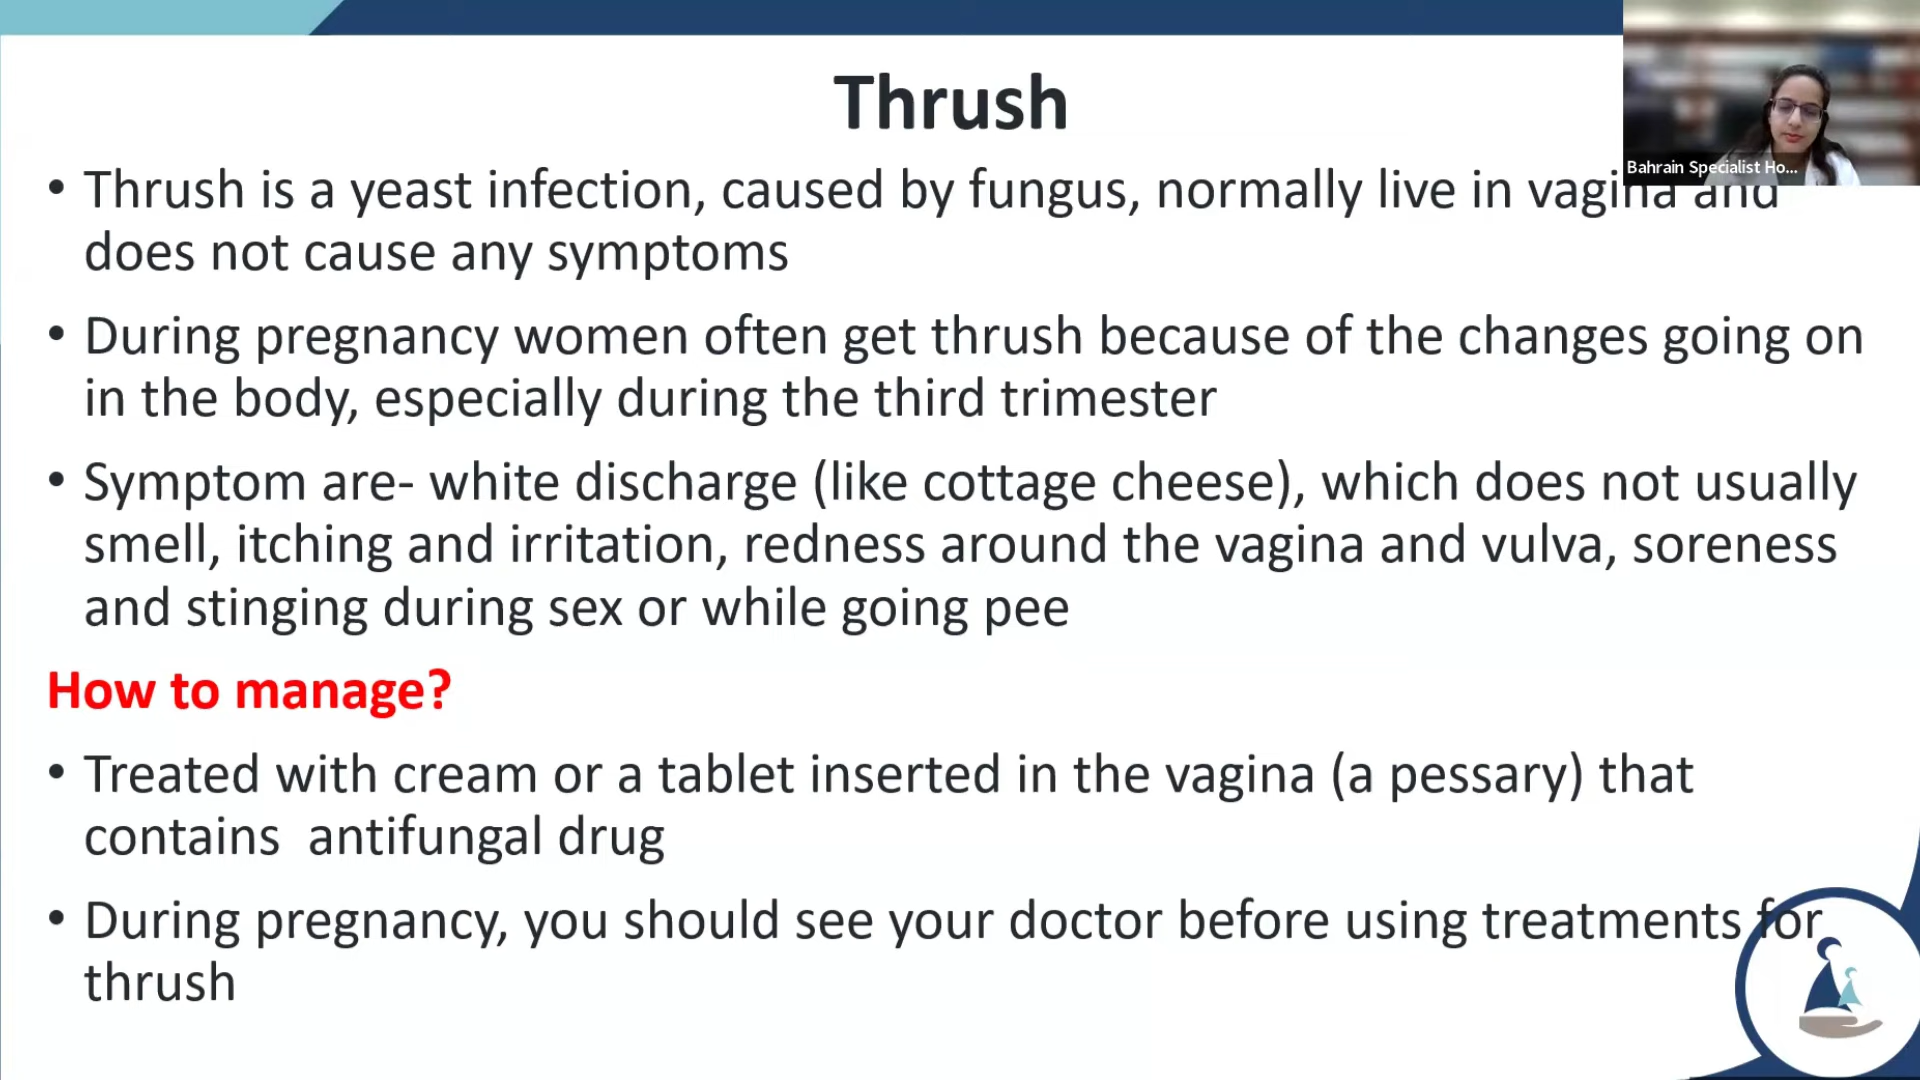 Thrush
Bahrain Specialist Ho...
• Thrush is a yeast infection, caused by fungus, normally live in vagina and
does not cause any symptoms
• During pregnancy women often get thrush because of the changes going on
in the body, especially during the third trimester
• Symptom are- white discharge (like cottage cheese), which does not usually
smell, itching and irritation, redness around the vagina and vulva, soreness
and stinging during sex or while going pee
How to manage?
• Treated with cream or a tablet inserted in the vagina (a pessary) that
contains  antifungal drug
• During pregnancy, you should see your doctor before using treatments for
thrush